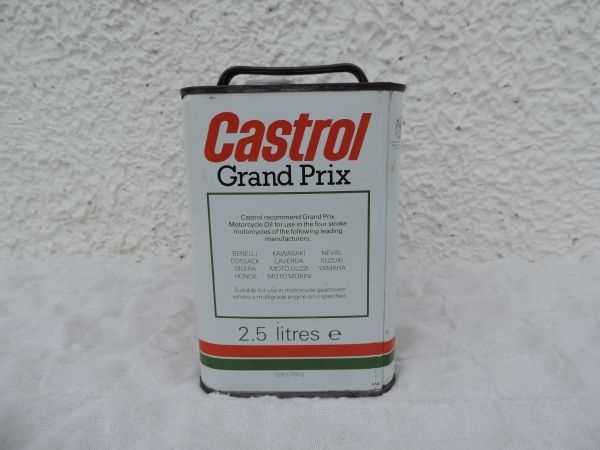 Castrol
Grand Prix
Castrol recommend Grand Prix
Motorcycle Oil for use in the four stroke
motorcycles of the following leading
manufacturers:
BENELLI KAWASAKI NEVAL
COSSACK LAVERDA SUZUKI
GILERA MOTO GUZZI YAMAHA
HONDA MOTO MORINI
Suitable for use in motorcycle gearboxes
where a multigrade engine oil is specified.
2.5 litres e
5201/1912